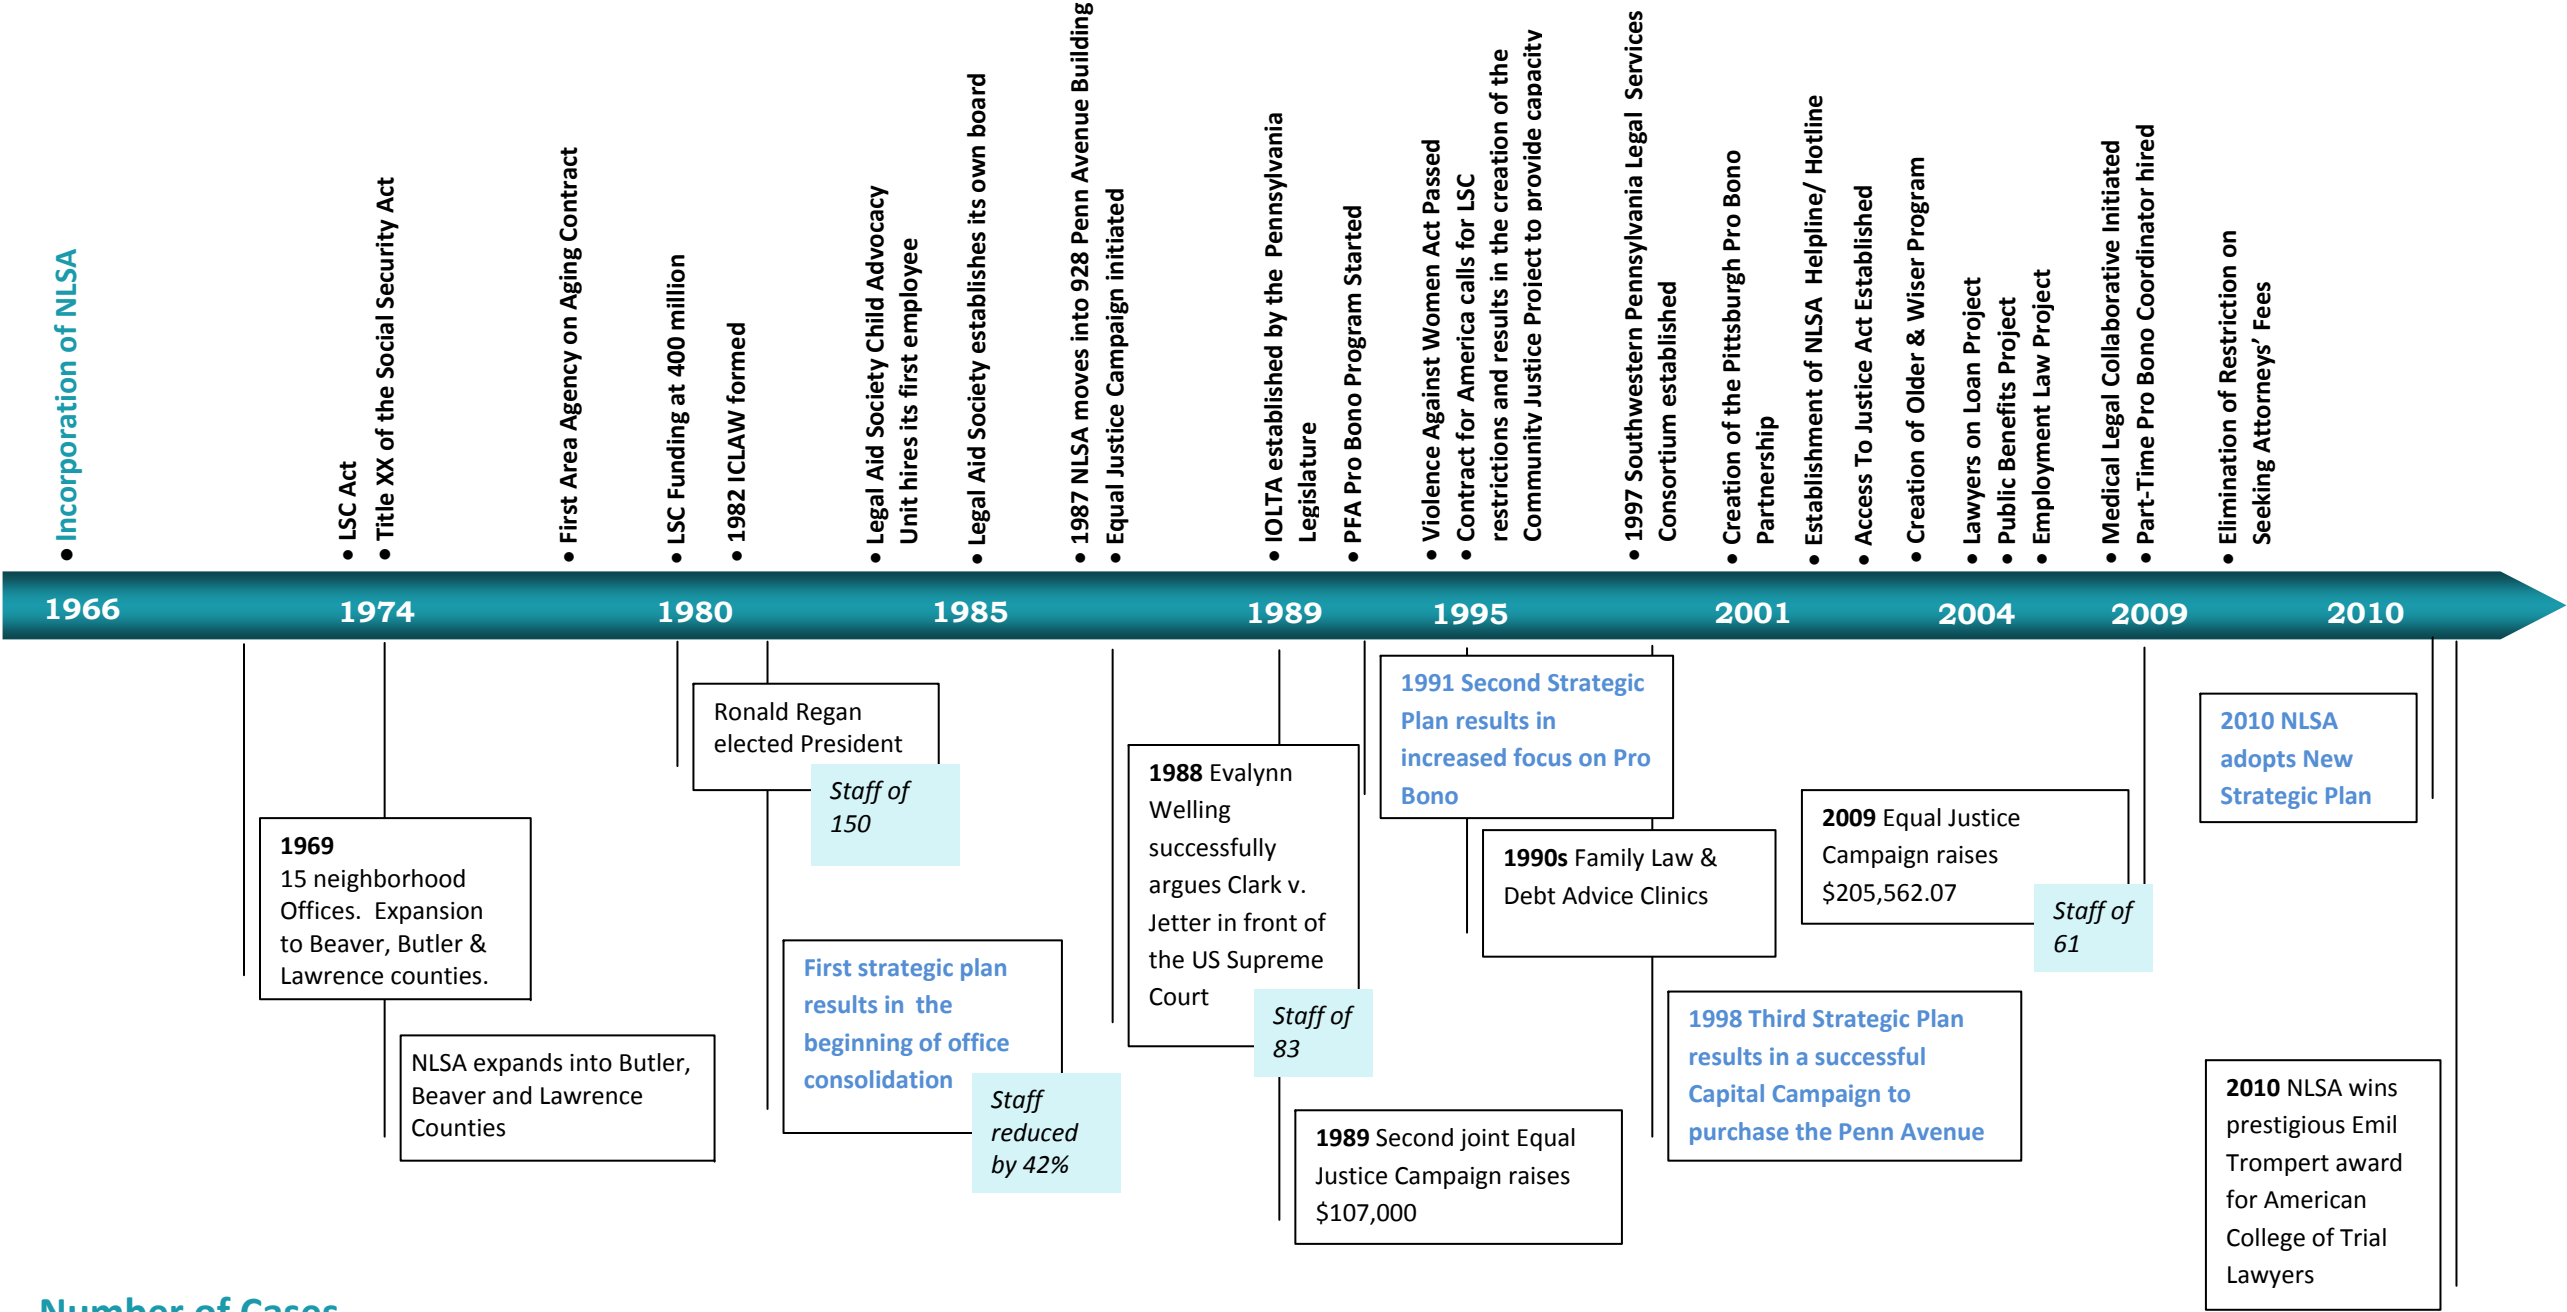 • Incorporation of NLSA
• LSC Act
• Title XX of the Social Security Act
• First Area Agency on Aging Contract
• LSC Funding at 400 million
• 1982 ICLAW formed
• Legal Aid Society Child Advocacy
Unit hires its first employee
• Legal Aid Society establishes its own board
• 1987 NLSA moves into 928 Penn Avenue Building
• Equal Justice Campaign initiated
• IOLTA established by the Pennsylvania
Legislature
• PFA Pro Bono Program Started
• Violence Against Women Act Passed
• Contract for America calls for LSC
restrictions and results in the creation of the
Community Justice Project to provide capacity
• 1997 Southwestern Pennsylvania Legal Services
Consortium established
• Creation of the Pittsburgh Pro Bono
Partnership
• Establishment of NLSA Helpline/ Hotline
• Access To Justice Act Established
• Creation of Older & Wiser Program
• Lawyers on Loan Project
• Public Benefits Project
• Employment Law Project
• Medical Legal Collaborative Initiated
• Part-Time Pro Bono Coordinator hired
• Elimination of Restriction on
Seeking Attorneys’ Fees
1966 1974 1980 1985 1989 1995 2001 2004 2009 2010
1969
15 neighborhood
Offices. Expansion
to Beaver, Butler &
Lawrence counties.
NLSA expands into Butler,
Beaver and Lawrence
Counties
Ronald Regan
elected President
Staff of
150
First strategic plan
results in the
beginning of office
consolidation
Staff
reduced
by 42%
1988 Evalynn
Welling
successfully
argues Clark v.
Jetter in front of
the US Supreme
Court
Staff of
83
1989 Second joint Equal
Justice Campaign raises
$107,000
1991 Second Strategic
Plan results in
increased focus on Pro
Bono
1990s Family Law &
Debt Advice Clinics
1998 Third Strategic Plan
results in a successful
Capital Campaign to
purchase the Penn Avenue
2009 Equal Justice
Campaign raises
$205,562.07
Staff of
61
2010 NLSA
adopts New
Strategic Plan
2010 NLSA wins
prestigious Emil
Trompert award
for American
College of Trial
Lawyers
Number of Cases